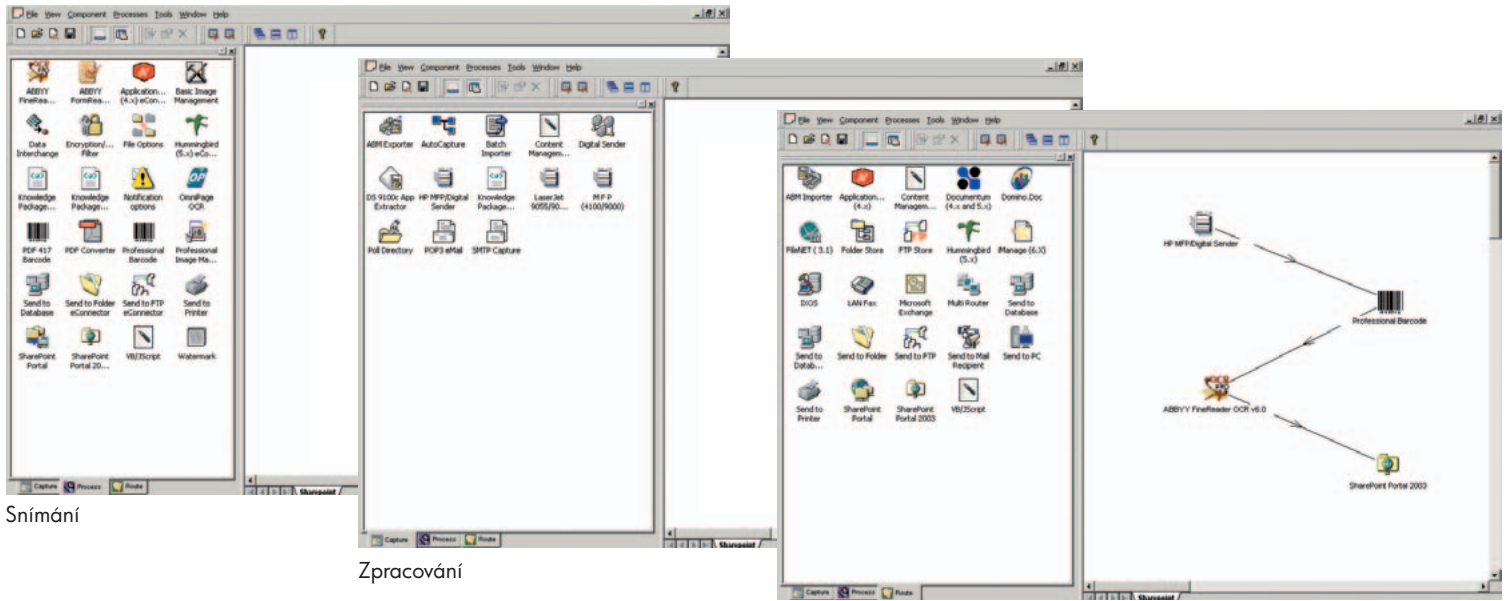 File View Component Processes Tools Window Help
ABBYY FineRea...
ABBYY FormRea...
Application... (4.x) eCon...
Basic Image Management
Data Interchange
Encryption/... Filter
File Options
Hummingbird (5.x) eCo...
Knowledge Package...
Knowledge Package...
Notification options
OmniPage OCR
PDF 417 Barcode
PDF Converter
Professional Barcode
Professional Image Ma...
Send to Database
Send to Folder eConnector
Send to FTP eConnector
Send to Printer
SharePoint Portal
SharePoint Portal 20...
VB/JScript
Watermark
Capture Process Route
Sharepoint
Snímání
File View Component Processes Tools Window Help
ABM Exporter
AutoCapture
Batch Importer
Content Managem...
Digital Sender
DS 9100c App Extractor
HP MFP/Digital Sender
Knowledge Package...
LaserJet 9055/90...
M F P (4100/9000)
Poll Directory
POP3 eMail
SMTP Capture
Capture Process Route
Sharepoint
Zpracování
File View Component Processes Tools Window Help
ABM Importer
Application... (4.x)
Content Managem...
Documentum (4.x and 5.x)
Domino.Doc
FileNET ( 3.1)
Folder Store
FTP Store
Hummingbird (5.x)
iManage (6.X)
IXOS
LAN Fax
Microsoft Exchange
Multi Router
Send to Database
Send to Datab...
Send to Folder
Send to FTP
Send to Mail Recipient
Send to PC
Send to Printer
SharePoint Portal
SharePoint Portal 2003
VB/JScript
Capture Process Route
HP MFP/Digital Sender
Professional Barcode
ABBYY FineReader OCR v6.0
SharePoint Portal 2003
Sharepoint